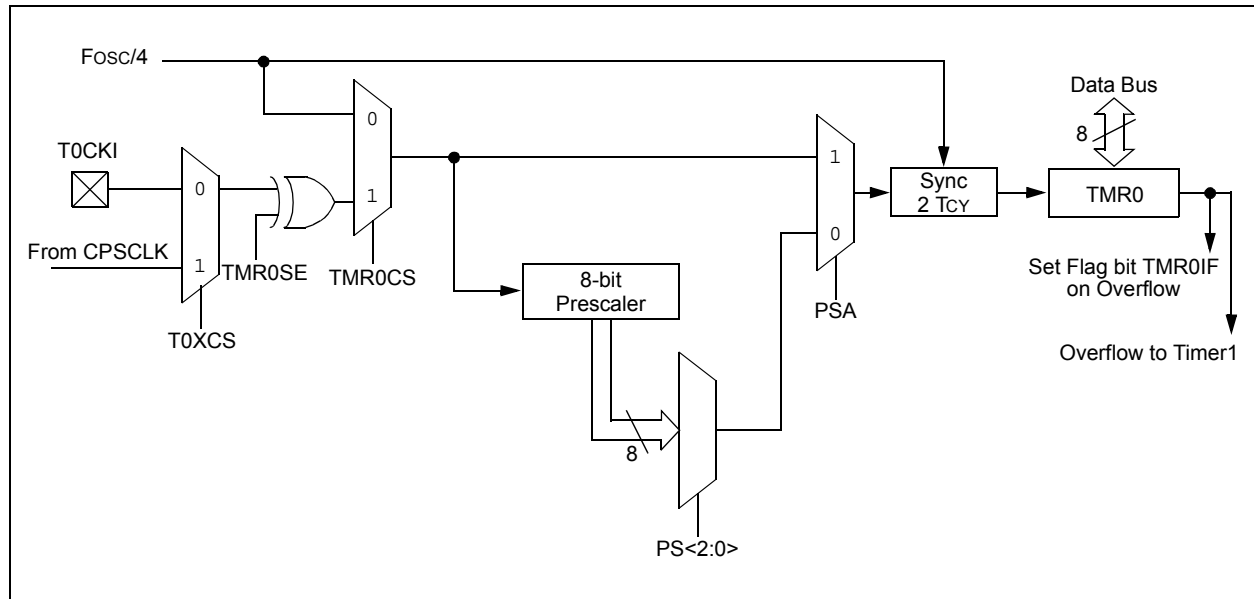 FOSC/4
Data Bus
0
8
T0CKI
1
0
1
Sync
2 TCY
TMR0
0
From CPSCLK
1
TMR0SE
TMR0CS
8-bit
Prescaler
PSA
Set Flag bit TMR0IF
on Overflow
T0XCS
Overflow to Timer1
8
PS<2:0>